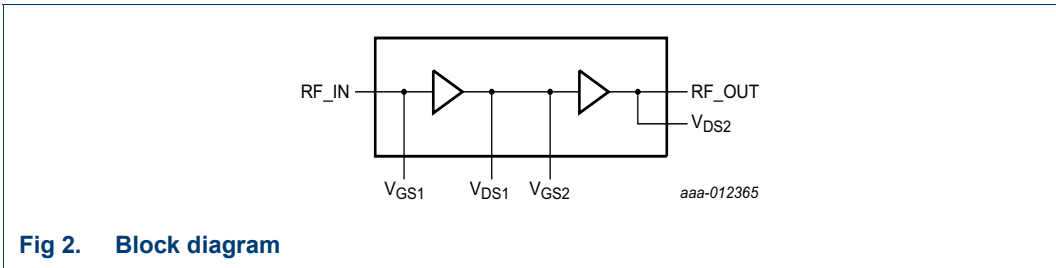 RF_IN
RF_OUT
VDS2
VGS1 VDS1 VGS2
aaa-012365
Fig 2. Block diagram